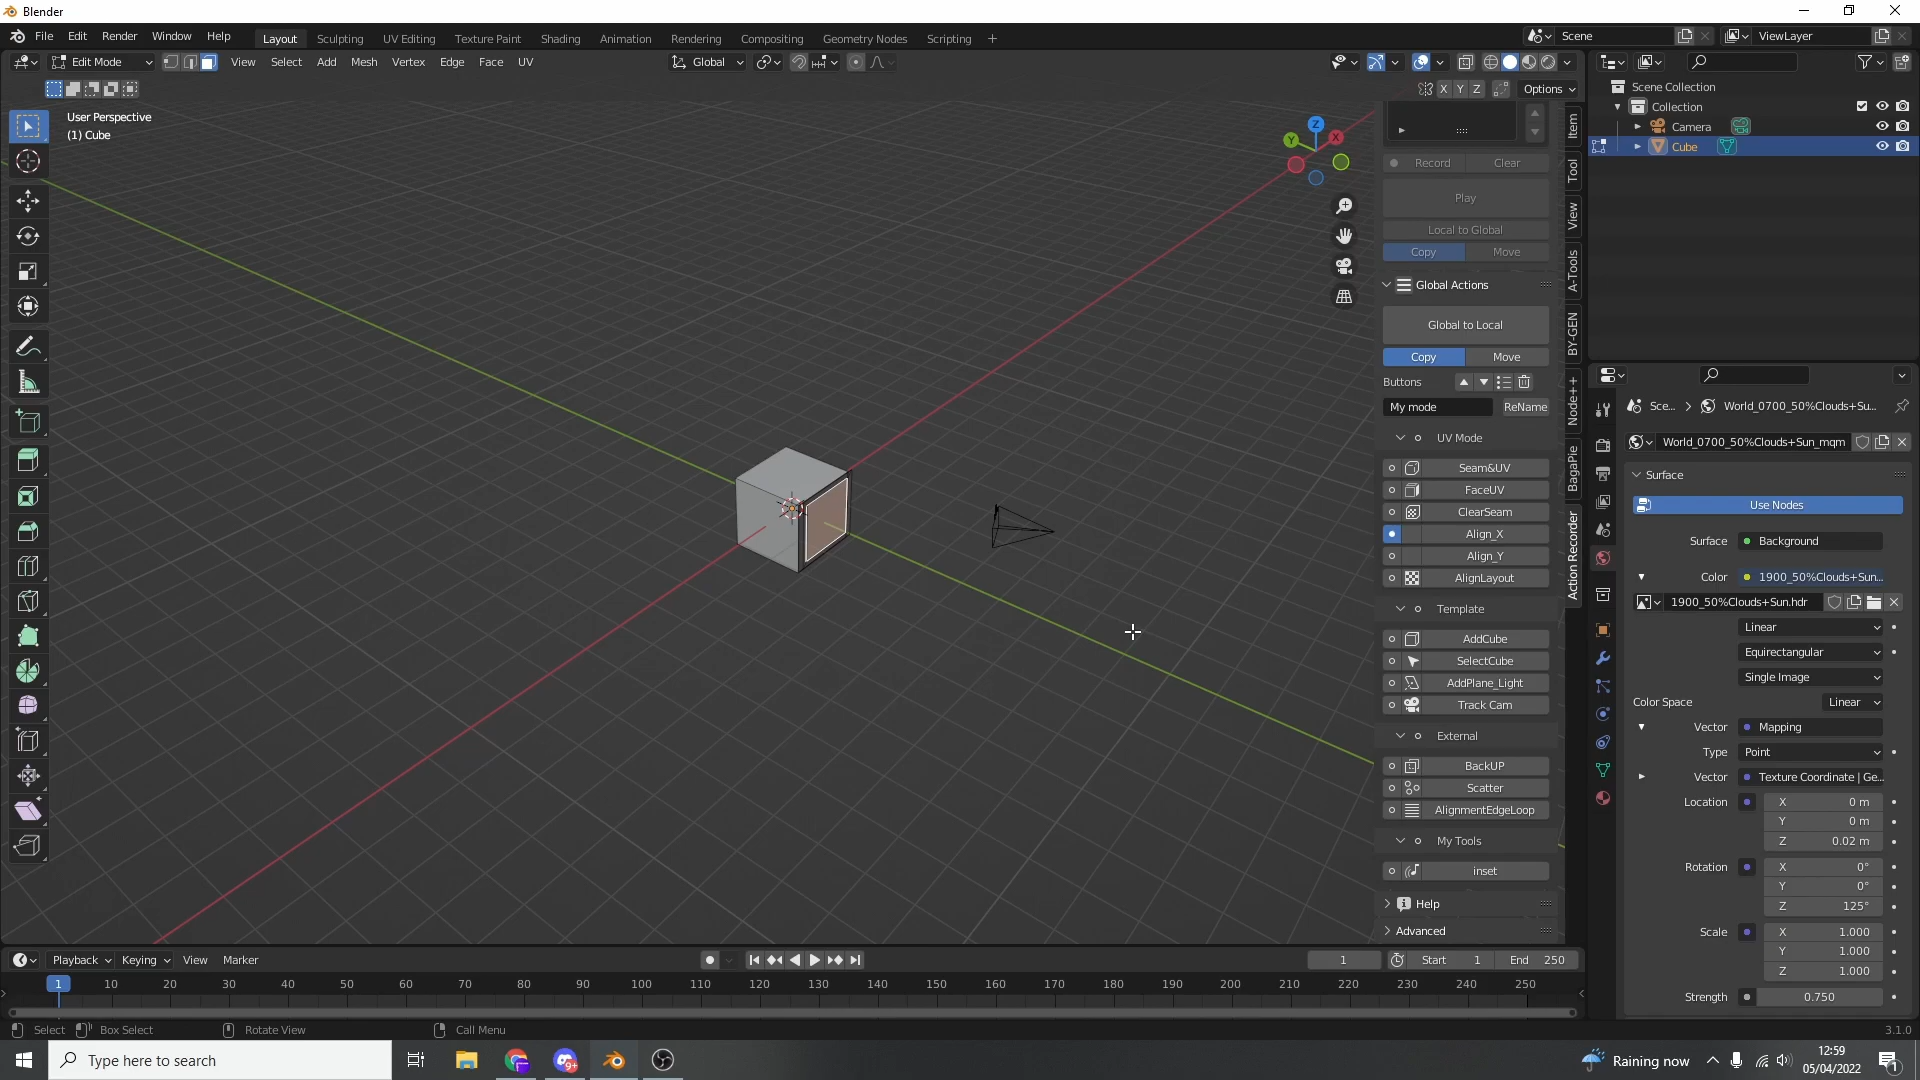 Blender
File Edit Render Window Help Layout Sculpting UV Editing Texture Paint Shading Animation Rendering Compositing Geometry Nodes Scripting + Scene ViewLayer
Edit Mode View Select Add Mesh Vertex Edge Face UV Global
X Y Z Options
User Perspective
(1) Cube
Z
Y X
Record Clear
Play
Local to Global
Copy Move
Global Actions
Global to Local
Copy Move
Buttons
My mode ReName
UV Mode
Seam&UV
FaceUV
ClearSeam
Align_X
Align_Y
AlignLayout
Template
AddCube
SelectCube
AddPlane_Light
Track Cam
External
BackUP
Scatter
AlignmentEdgeLoop
My Tools
inset
Help
Advanced
Item
Tool
View
A-Tools
BY-GEN
Node++
BagaPie
Action Recorder
Scene Collection
Collection
Camera
Cube
Sce... > World_0700_50%Clouds+Su...
World_0700_50%Clouds+Sun_mqm
Surface
Use Nodes
Surface Background
Color 1900_50%Clouds+Sun...
1900_50%Clouds+Sun.hdr
Linear
Equirectangular
Single Image
Color Space Linear
Vector Mapping
Type Point
Vector Texture Coordinate | Ge...
Location X 0 m
Y 0 m
Z 0.02 m
Rotation X 0°
Y 0°
Z 125°
Scale X 1.000
Y 1.000
Z 1.000
Strength 0.750
Playback Keying View Marker 1 Start 1 End 250
1 10 20 30 40 50 60 70 80 90 100 110 120 130 140 150 160 170 180 190 200 210 220 230 240 250
Select Box Select Rotate View Call Menu 3.1.0
Type here to search 9+ Raining now 12:59
05/04/2022 1